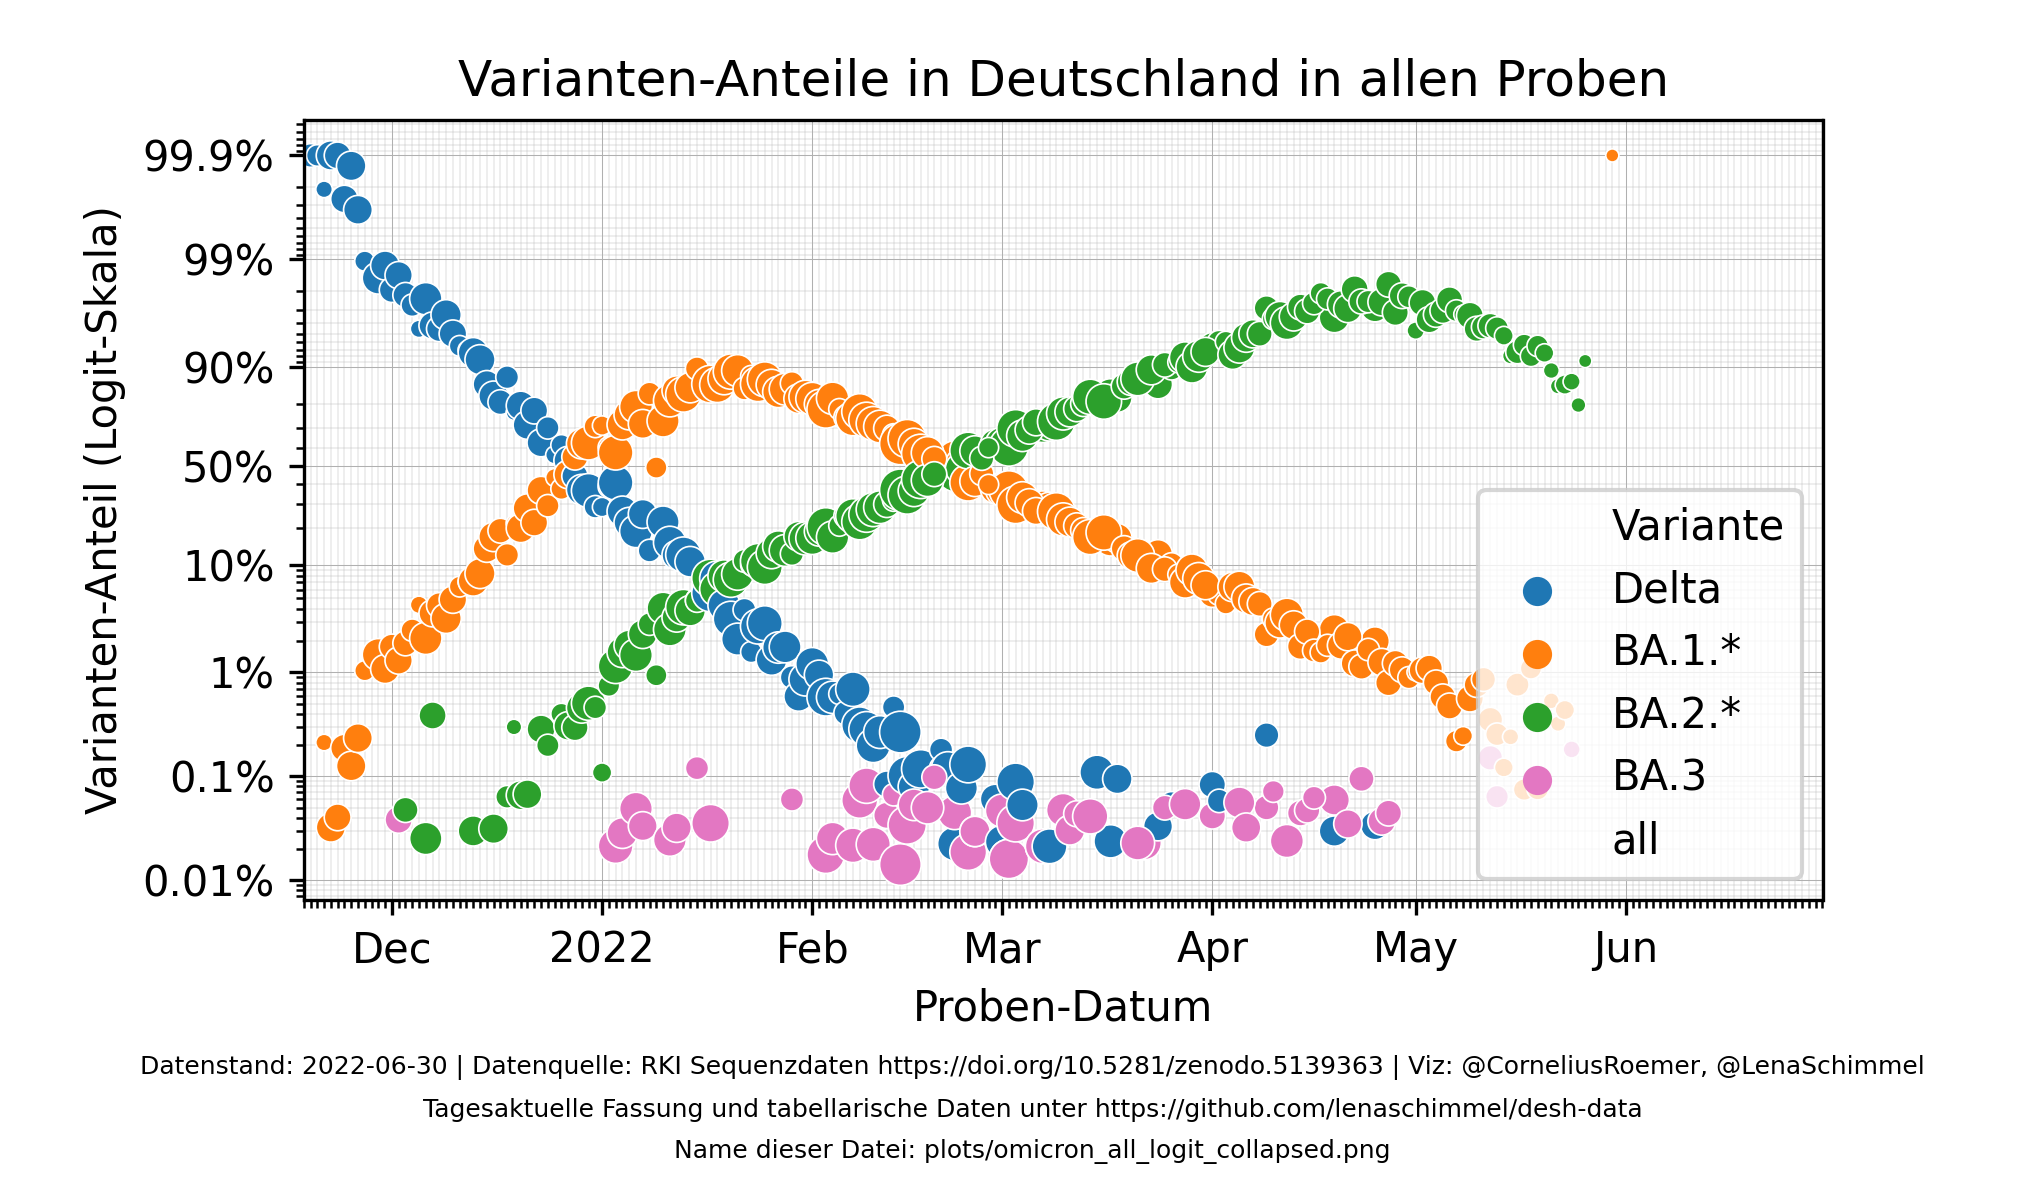 Varianten-Anteile in Deutschland in allen Proben
Varianten-Anteil (Logit-Skala)
99.9%
99%
90%
50%
10%
1%
0.1%
0.01%
Variante
Delta
BA.1.*
BA.2.*
BA.3
all
Dec
2022
Feb
Mar
Apr
May
Jun
Proben-Datum
Datenstand: 2022-06-30 | Datenquelle: RKI Sequenzdaten https://doi.org/10.5281/zenodo.5139363 | Viz: @CorneliusRoemer, @LenaSchimmel
Tagesaktuelle Fassung und tabellarische Daten unter https://github.com/lenaschimmel/desh-data
Name dieser Datei: plots/omicron_all_logit_collapsed.png